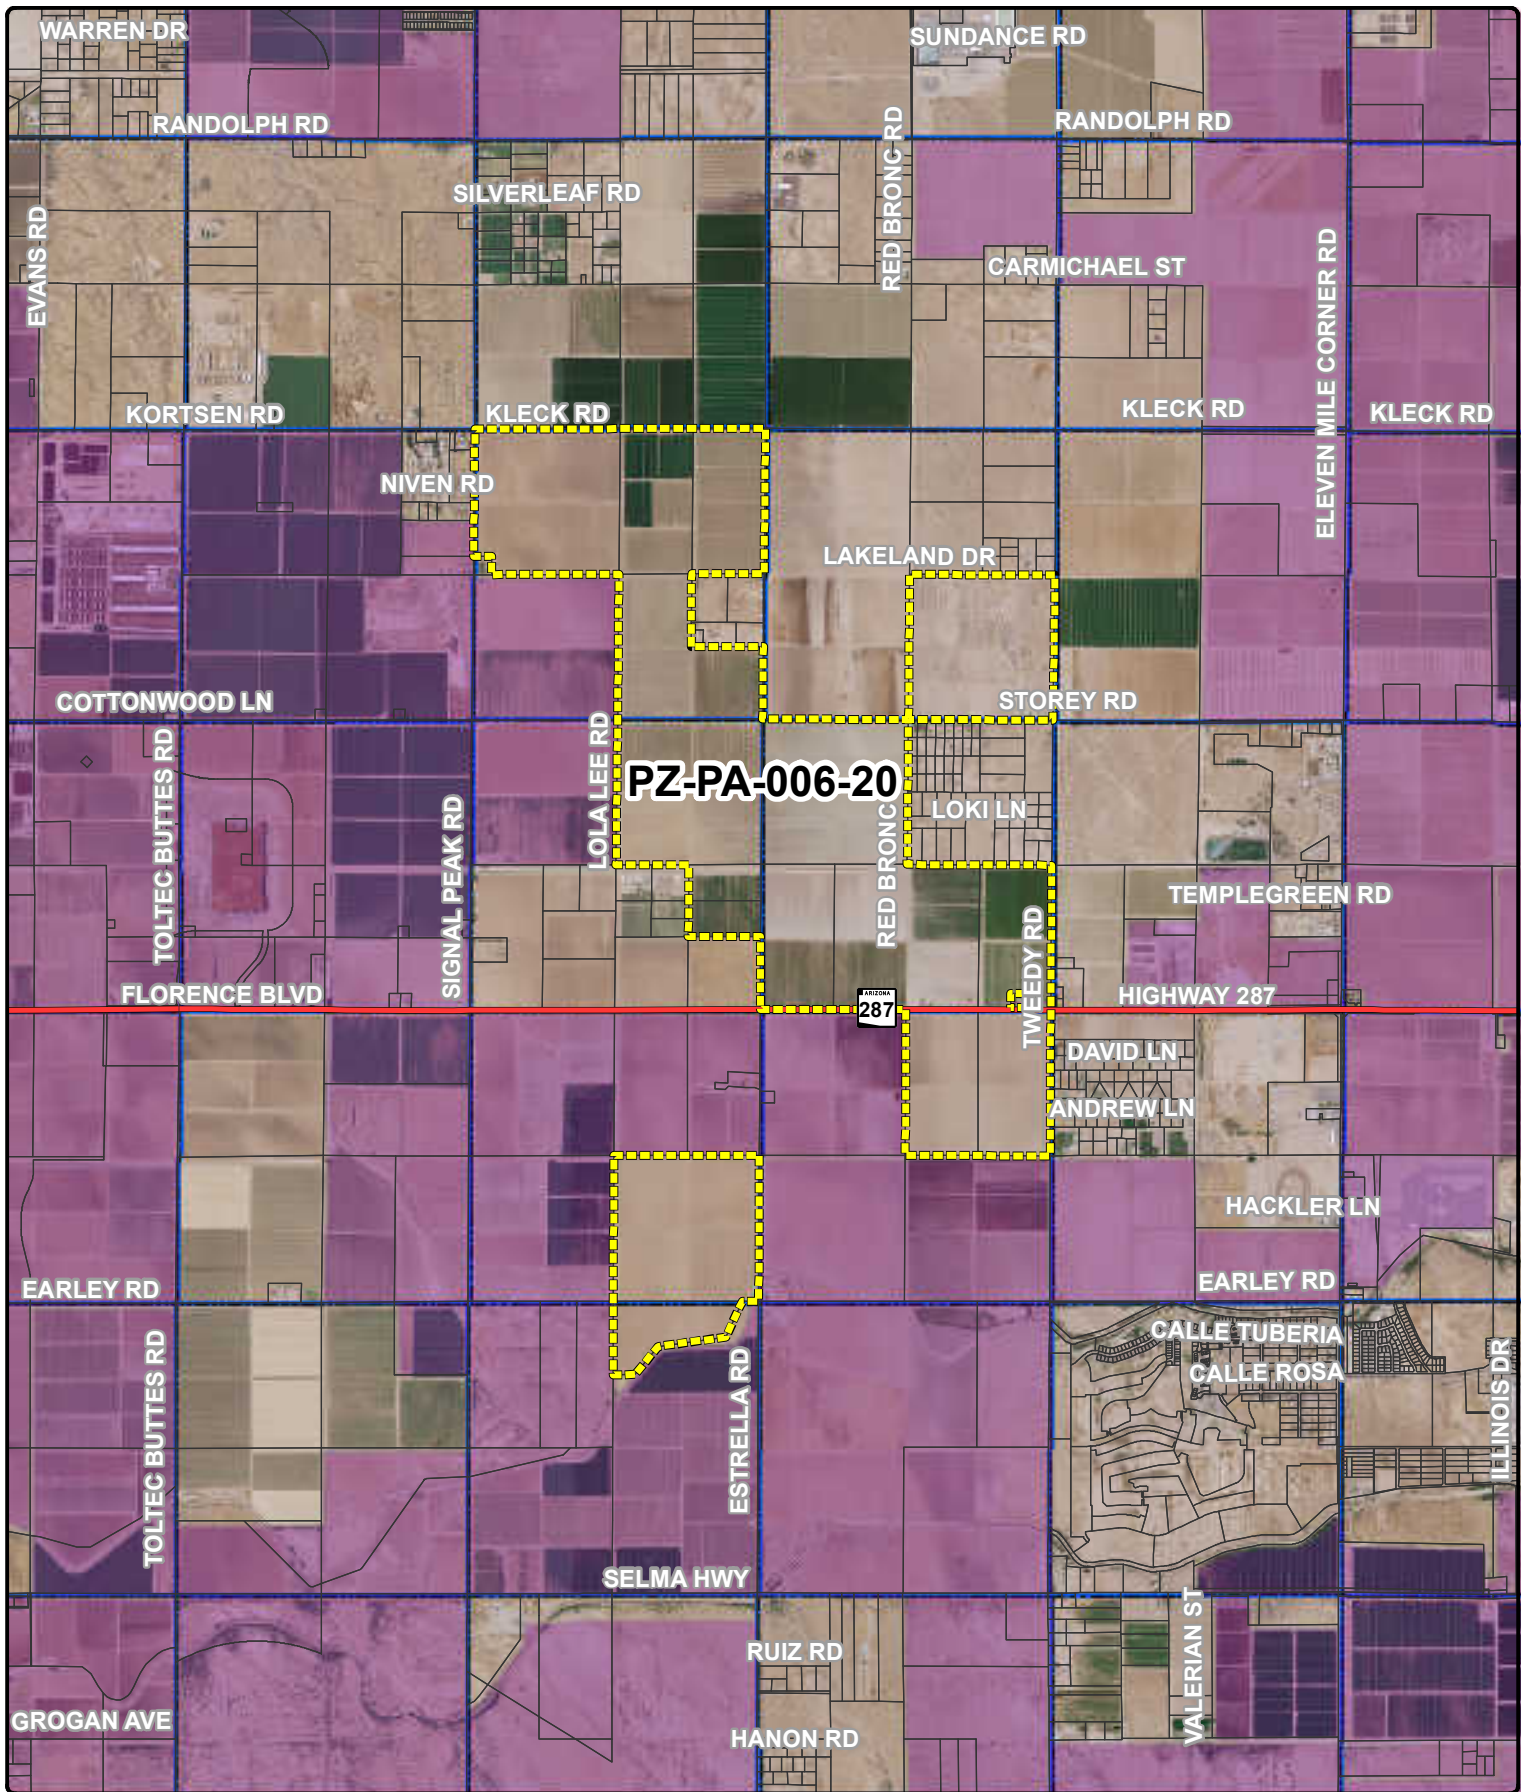 WARREN DR
SUNDANCE RD
RANDOLPH RD
RANDOLPH RD
RED BRONC RD
SILVERLEAF RD
EVANS RD
CARMICHAEL ST
ELEVEN MILE CORNER RD
KORTSEN RD
KLECK RD
KLECK RD
KLECK RD
NIVEN RD
LAKELAND DR
COTTONWOOD LN
STOREY RD
TOLTEC BUTTES RD
LOLA LEE RD
PZ-PA-006-20
SIGNAL PEAK RD
RED BRONC
LOKI LN
TEMPLEGREEN RD
TWEEDY RD
FLORENCE BLVD
ARIZONA
287
HIGHWAY 287
DAVID LN
ANDREW LN
HACKLER LN
EARLEY RD
EARLEY RD
TOLTEC BUTTES RD
ESTRELLA RD
CALLE TUBERIA
CALLE ROSA
ILLINOIS DR
SELMA HWY
VALERIAN ST
RUIZ RD
GROGAN AVE
HANON RD